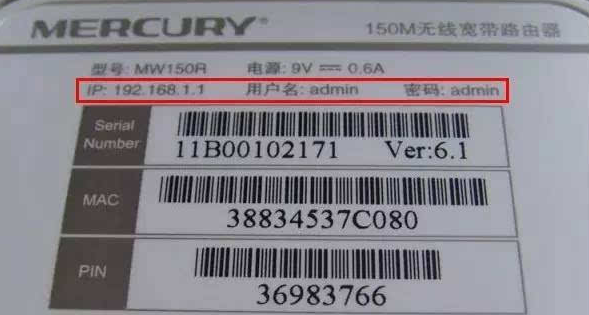 MERCURY® 150M无线宽带路由器
型号: MW150R 电源: 9V ⎓ 0.6A
IP: 192.168.1.1 用户名: admin 密码: admin
Serial Number 11B00102171 Ver:6.1
MAC 38834537C080
PIN 36983766